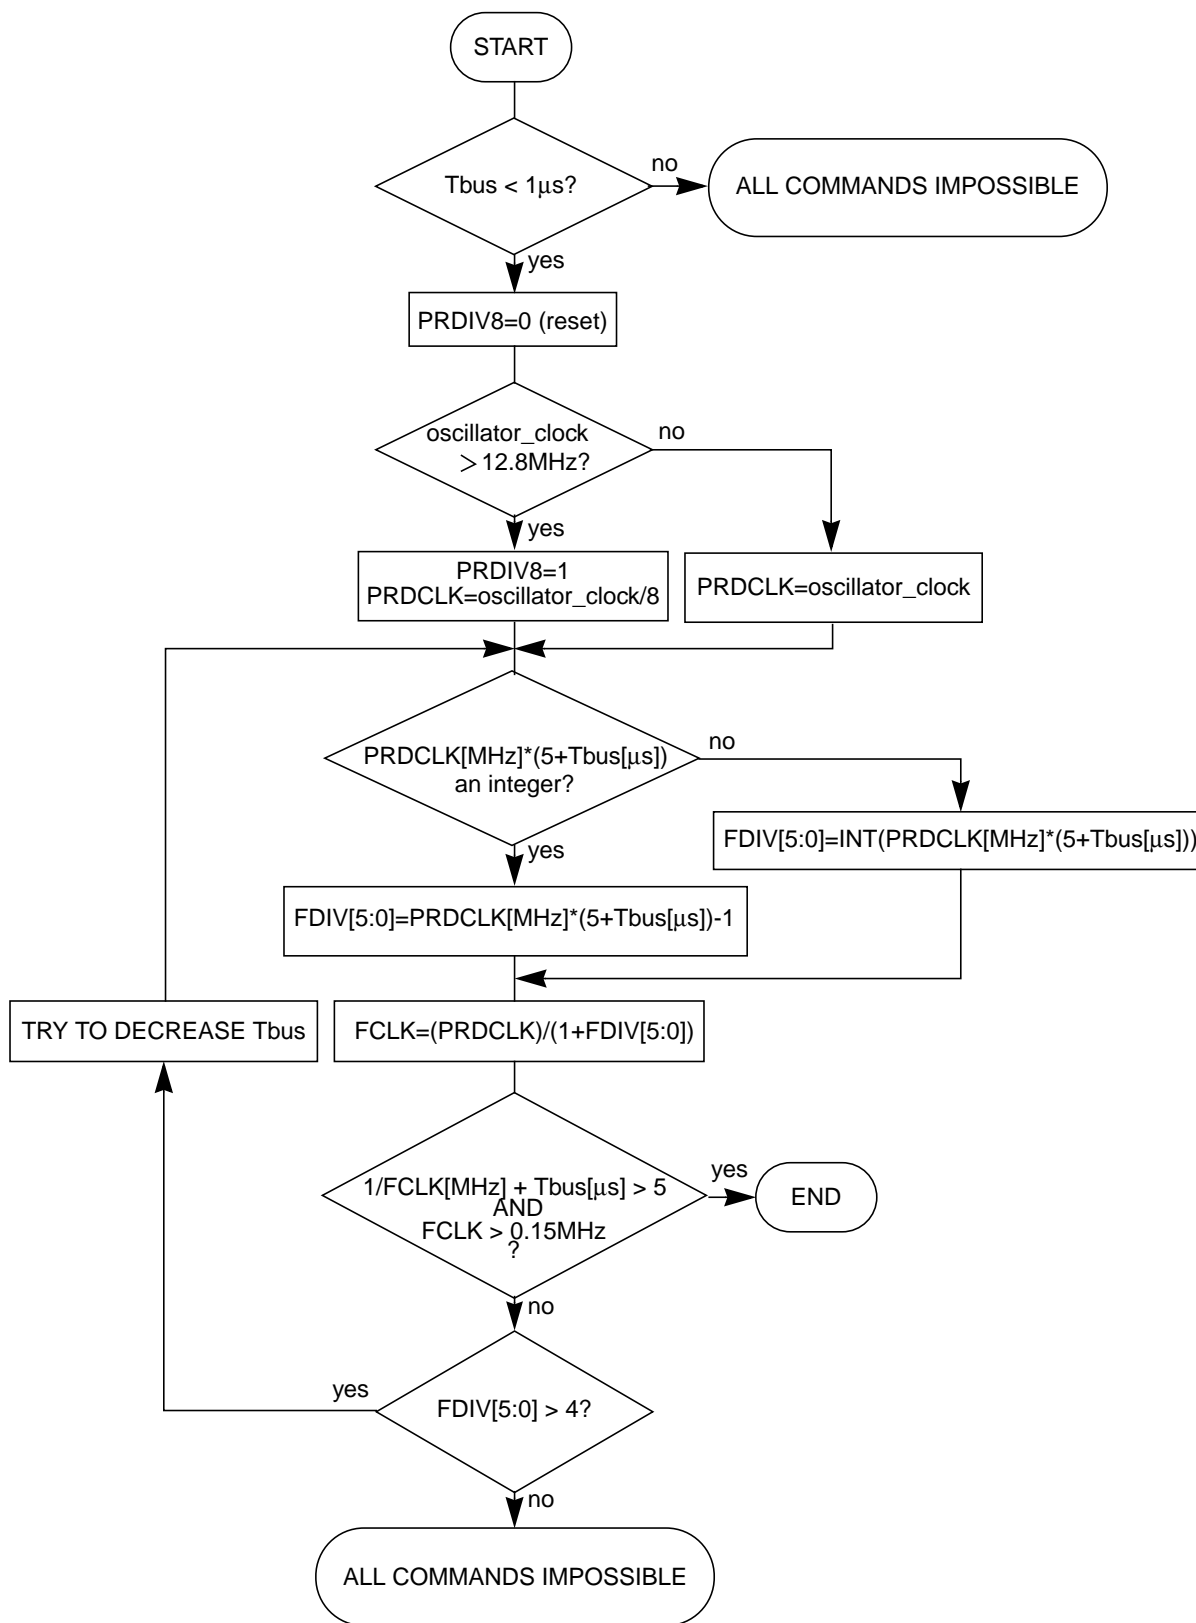 START
Tbus < 1μs?
no
ALL COMMANDS IMPOSSIBLE
yes
PRDIV8=0 (reset)
oscillator_clock
>12.8MHz?
no
yes
PRDIV8=1
PRDCLK=oscillator_clock/8
PRDCLK=oscillator_clock
PRDCLK[MHz]*(5+Tbus[μs])
an integer?
no
yes
FDIV[5:0]=INT(PRDCLK[MHz]*(5+Tbus[μs]))
FDIV[5:0]=PRDCLK[MHz]*(5+Tbus[μs])-1
TRY TO DECREASE Tbus
FCLK=(PRDCLK)/(1+FDIV[5:0])
1/FCLK[MHz] + Tbus[μs] > 5
AND
FCLK > 0.15MHz
?
yes
END
no
FDIV[5:0] > 4?
yes
no
ALL COMMANDS IMPOSSIBLE